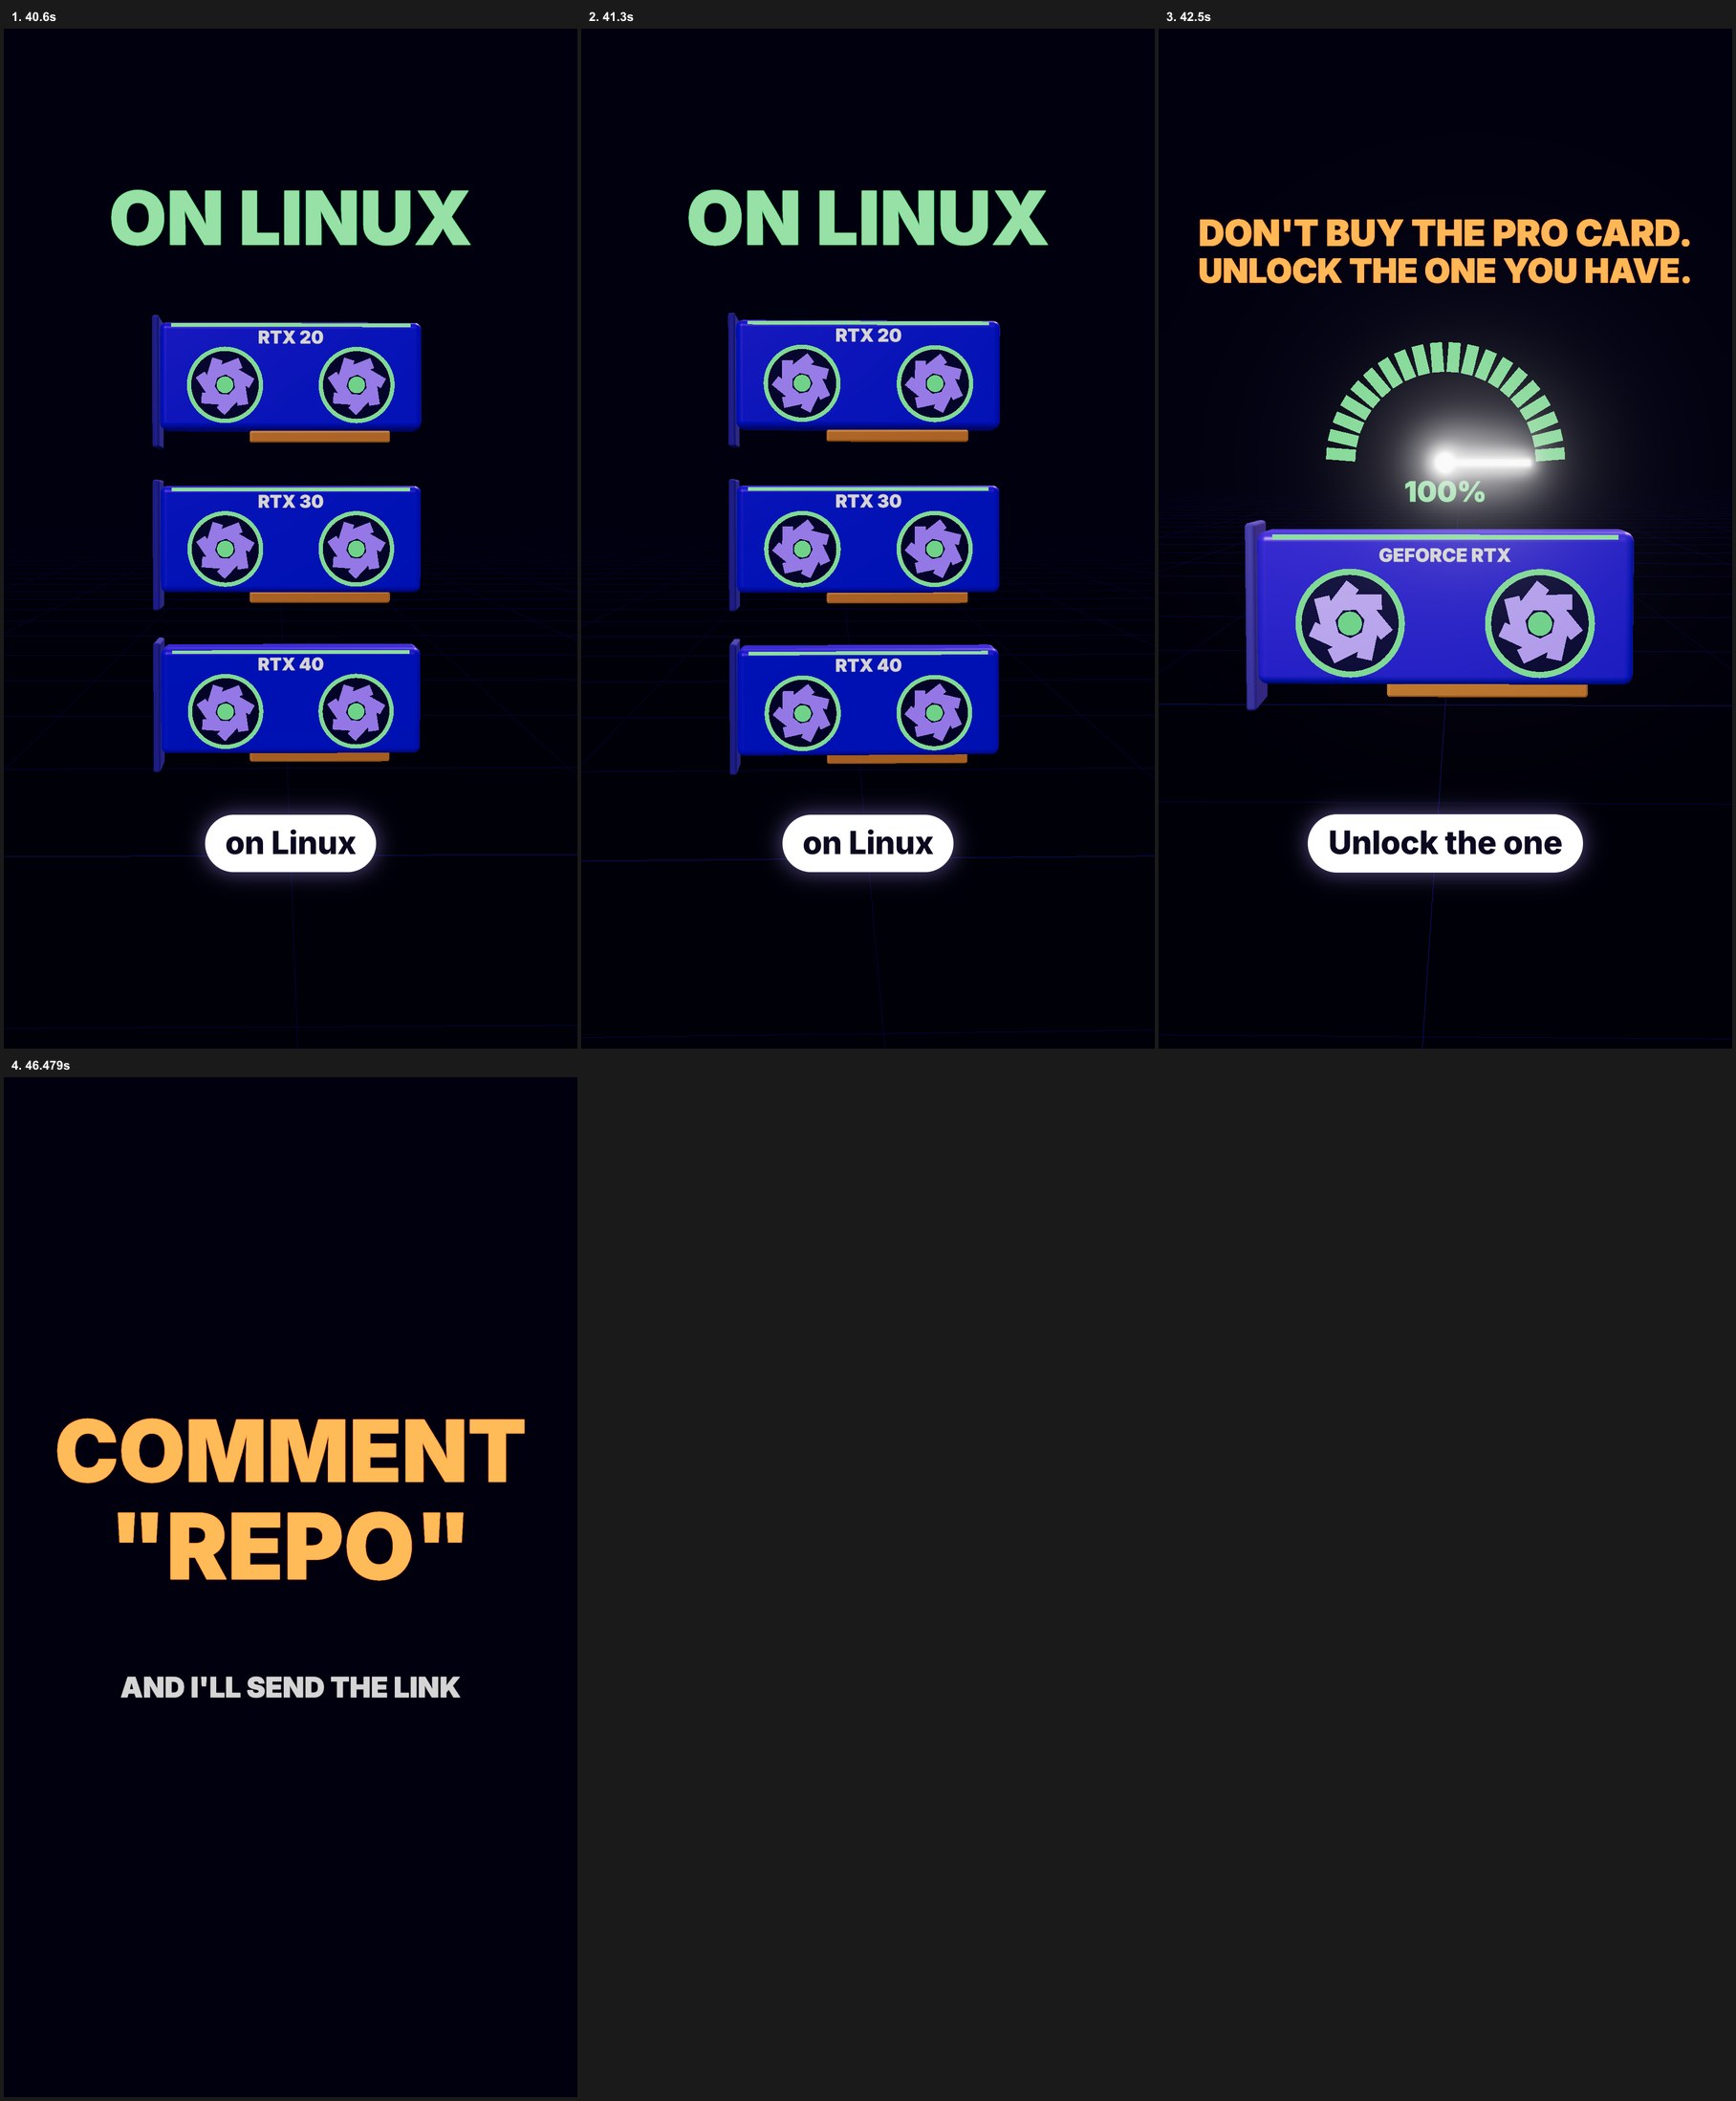 1. 40.6s
ON LINUX
RTX 20
RTX 30
RTX 40
on Linux
2. 41.3s
ON LINUX
RTX 20
RTX 30
RTX 40
on Linux
3. 42.5s
DON'T BUY THE PRO CARD.
UNLOCK THE ONE YOU HAVE.
100%
GEFORCE RTX
Unlock the one
4. 46.479s
COMMENT
"REPO"
AND I'LL SEND THE LINK